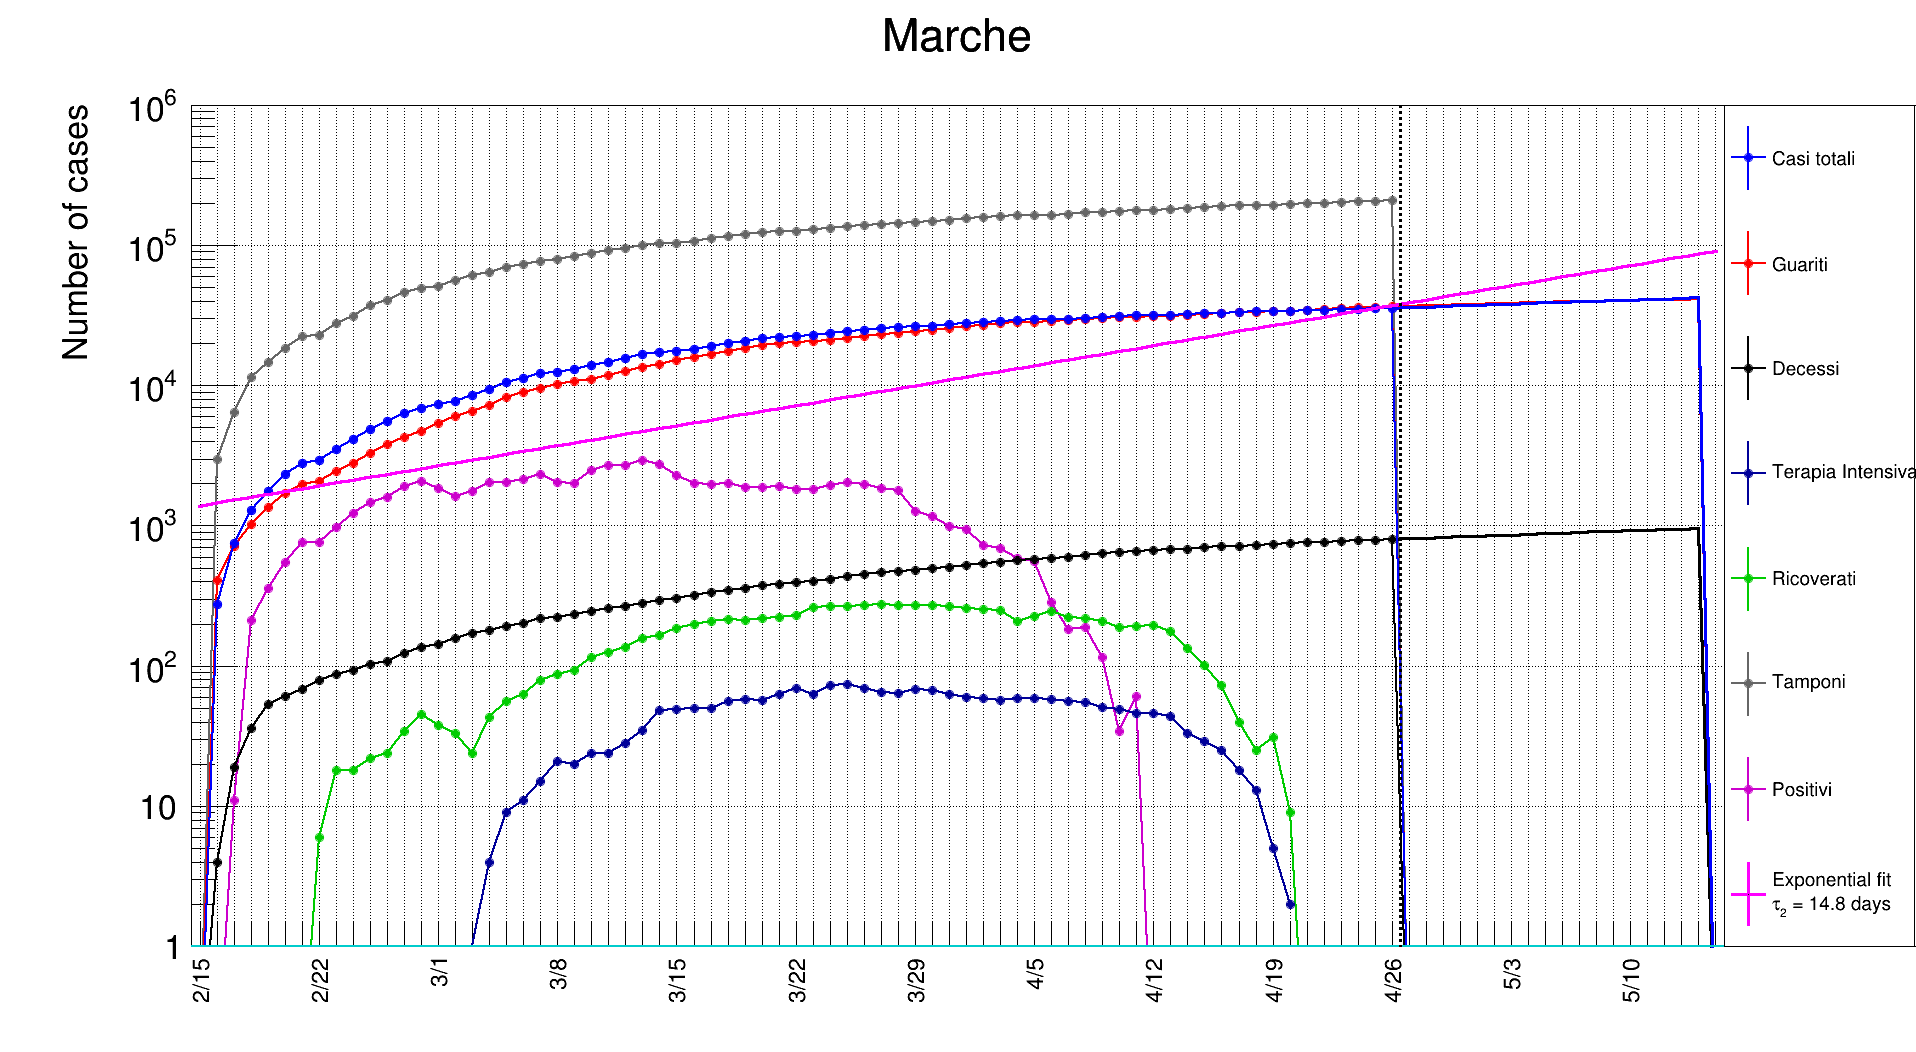 Marche
Number of cases
10^6
10^5
10^4
10^3
10^2
10
1
2/15
2/22
3/1
3/8
3/15
3/22
3/29
4/5
4/12
4/19
4/26
5/3
5/10
Casi totali
Guariti
Decessi
Terapia Intensiva
Ricoverati
Tamponi
Positivi
Exponential fit
τ₂ = 14.8 days